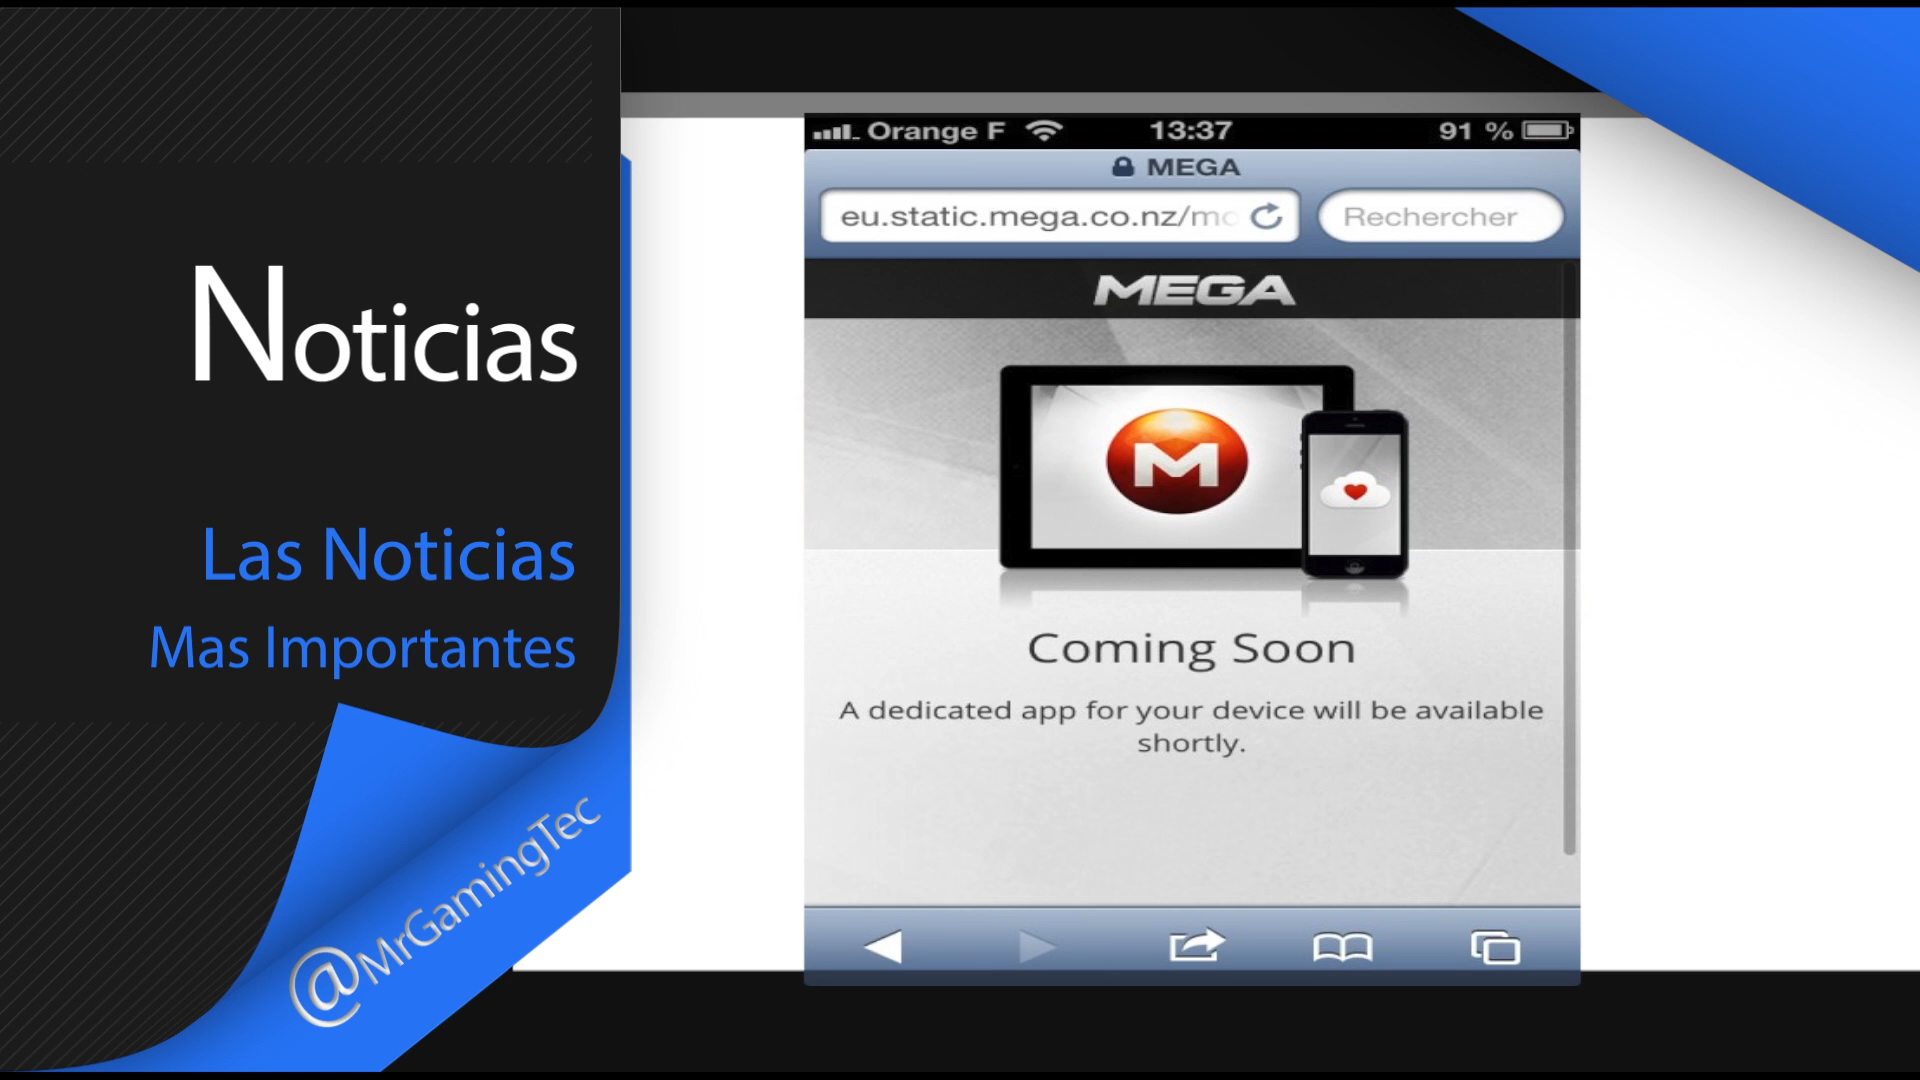 Noticias
Las Noticias
Mas Importantes
@MrGamingTec
Orange F 13:37 91 %
MEGA
eu.static.mega.co.nz/mo
Rechercher
MEGA
M
Coming Soon
A dedicated app for your device will be available
shortly.